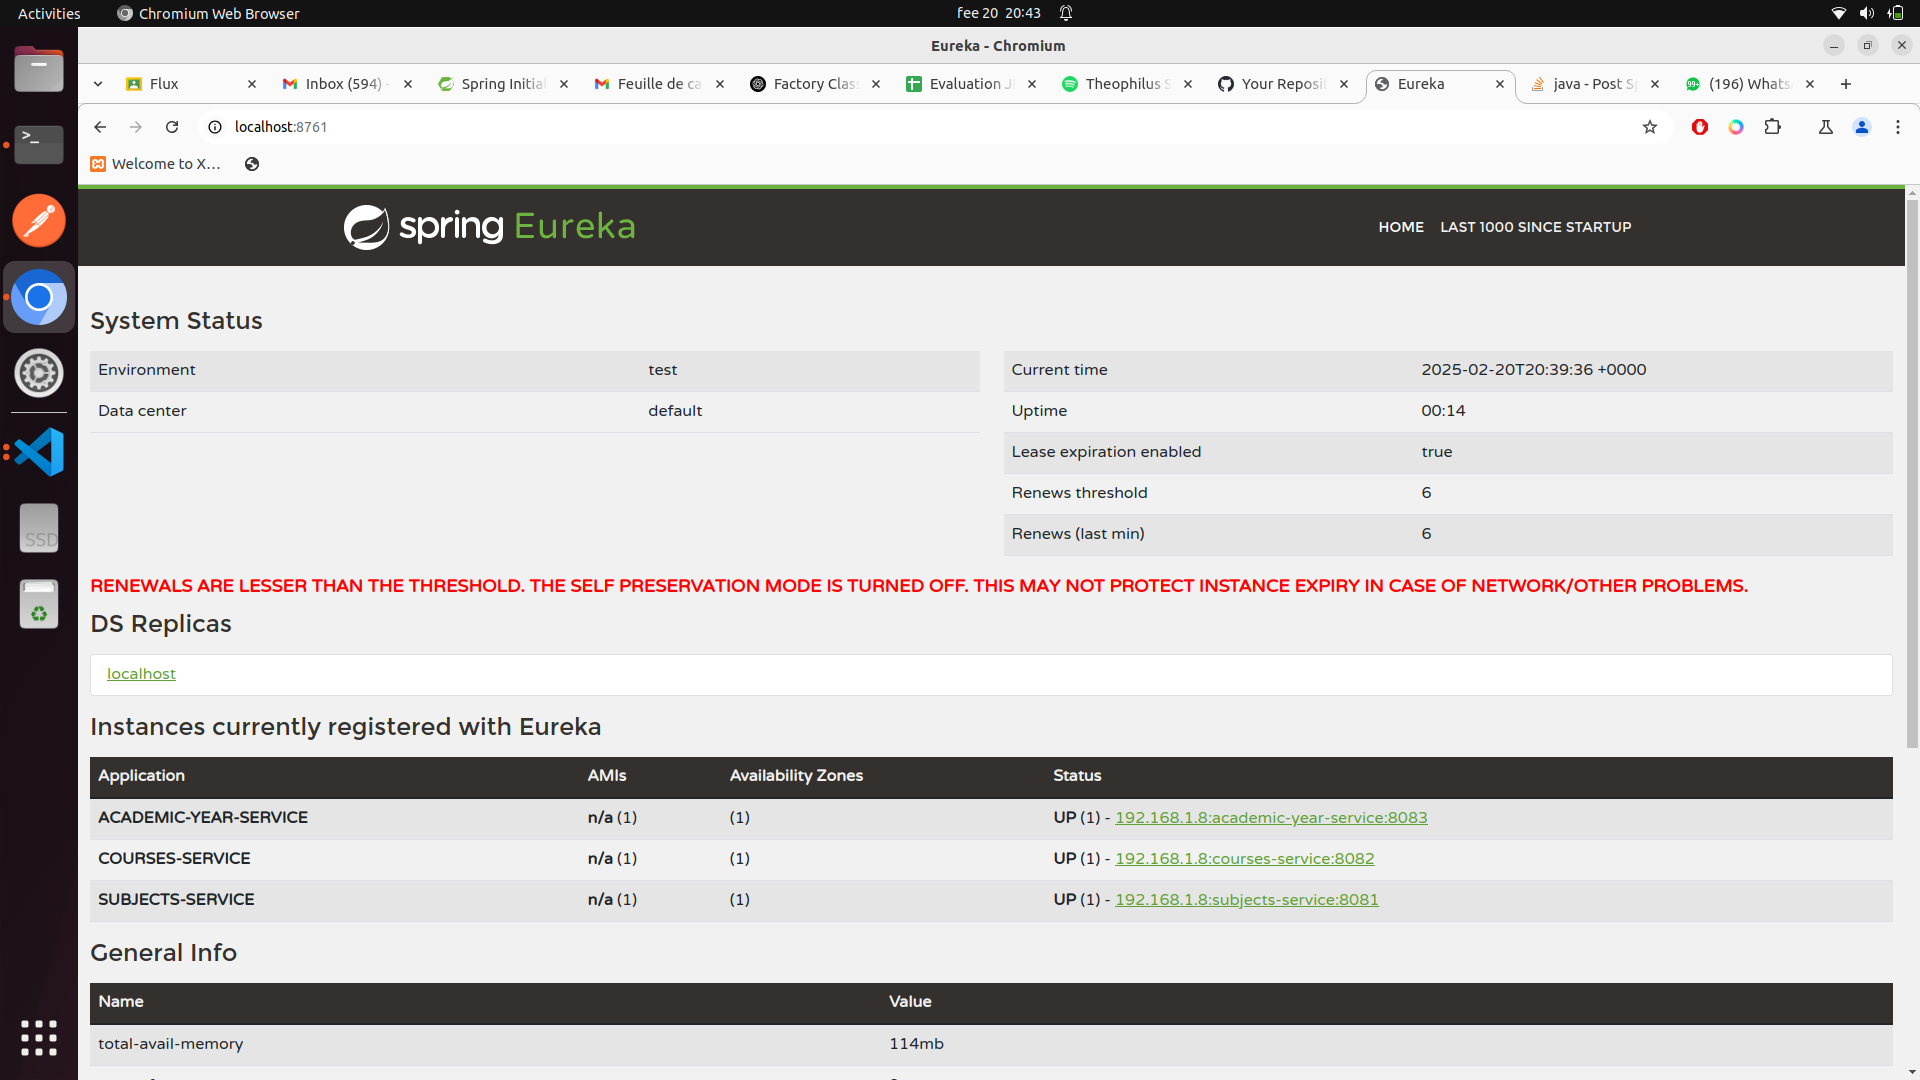 Activities Chromium Web Browser fee 20 20:43
Eureka - Chromium
Flux Inbox (594) - Spring Initial Feuille de ca Factory Clas Evaluation J Theophilus S Your Reposit Eureka java - Post S (196) Whats
localhost:8761
Welcome to X...
spring Eureka HOME LAST 1000 SINCE STARTUP
System Status
Environment test
Data center default
Current time 2025-02-20T20:39:36 +0000
Uptime 00:14
Lease expiration enabled true
Renews threshold 6
Renews (last min) 6
RENEWALS ARE LESSER THAN THE THRESHOLD. THE SELF PRESERVATION MODE IS TURNED OFF. THIS MAY NOT PROTECT INSTANCE EXPIRY IN CASE OF NETWORK/OTHER PROBLEMS.
DS Replicas
localhost
Instances currently registered with Eureka
Application AMIs Availability Zones Status
ACADEMIC-YEAR-SERVICE n/a (1) (1) UP (1) - 192.168.1.8:academic-year-service:8083
COURSES-SERVICE n/a (1) (1) UP (1) - 192.168.1.8:courses-service:8082
SUBJECTS-SERVICE n/a (1) (1) UP (1) - 192.168.1.8:subjects-service:8081
General Info
Name Value
total-avail-memory 114mb
SSD